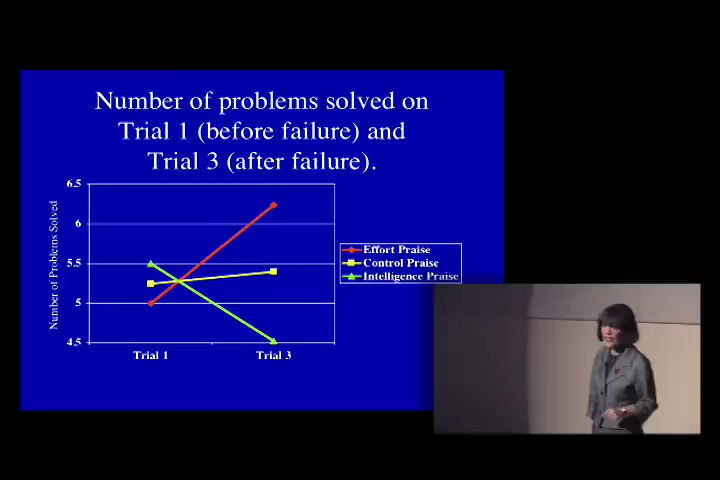 Number of problems solved on
Trial 1 (before failure) and
Trial 3 (after failure).
6.5
6
5.5
5
4.5
Number of Problems Solved
Trial 1
Trial 3
Effort Praise
Control Praise
Intelligence Praise